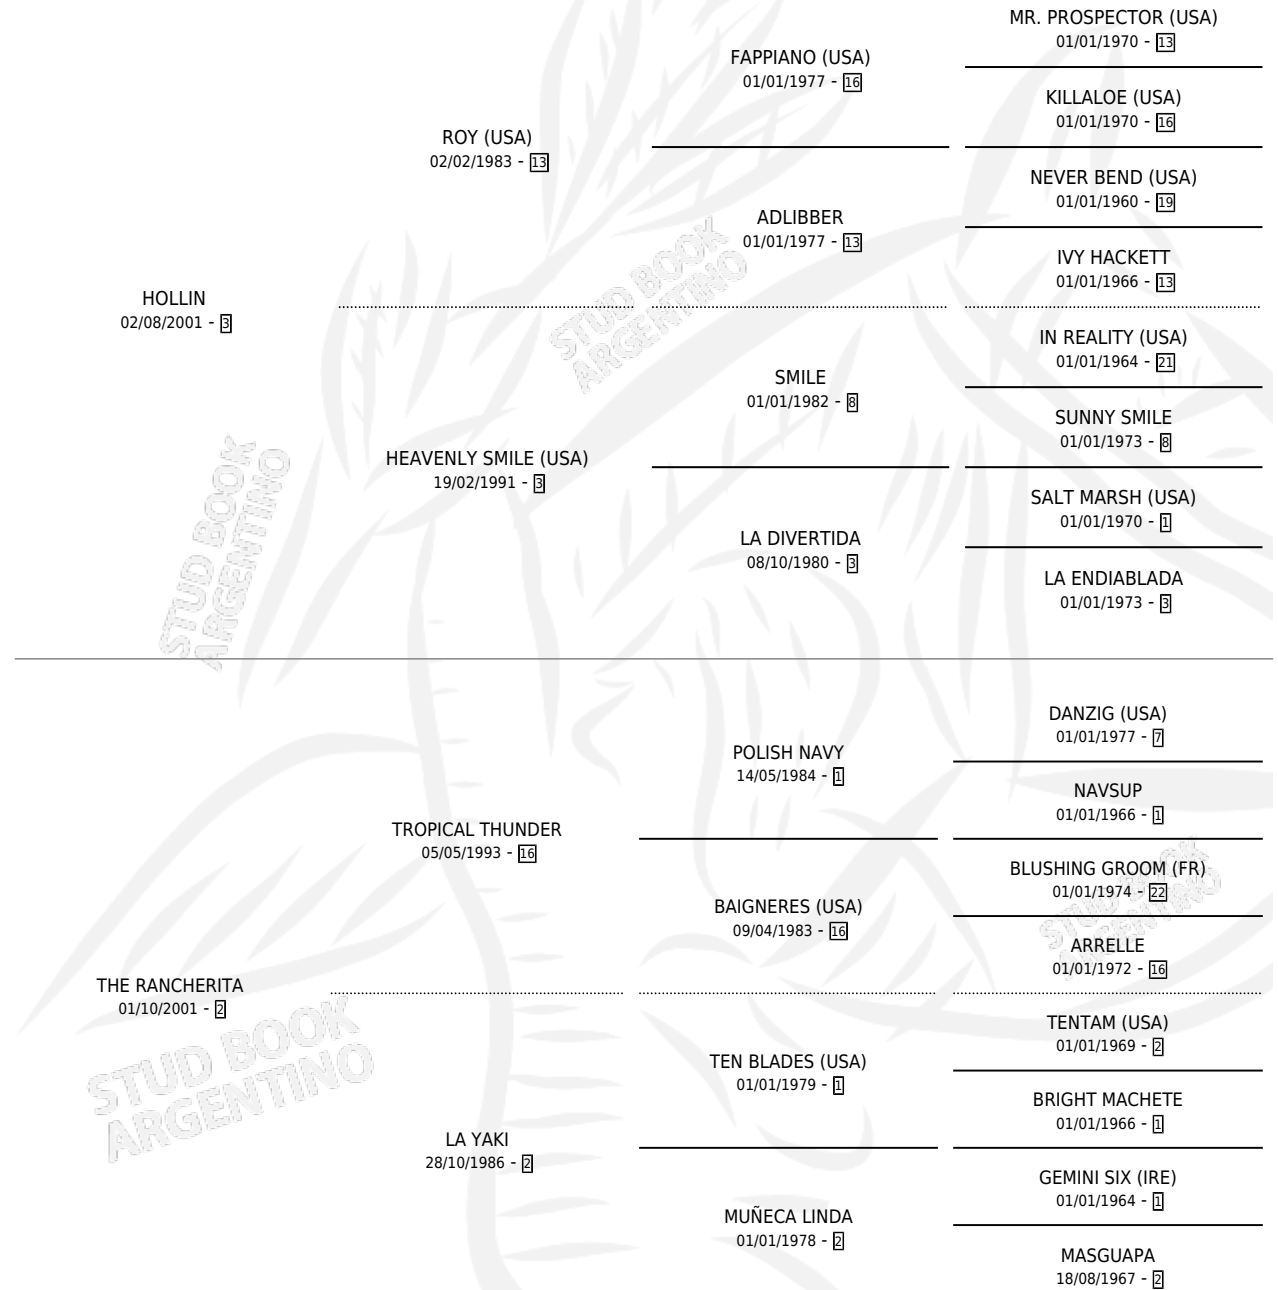 MR. PROSPECTOR (USA)
01/01/1970 - 13
FAPPIANO (USA)
01/01/1977 - 16
KILLALOE (USA)
01/01/1970 - 16
ROY (USA)
02/02/1983 - 13
NEVER BEND (USA)
01/01/1960 - 19
ADLIBBER
01/01/1977 - 13
IVY HACKETT
01/01/1966 - 13
HOLLIN
02/08/2001 - 3
IN REALITY (USA)
01/01/1964 - 21
SMILE
01/01/1982 - 8
SUNNY SMILE
01/01/1973 - 8
HEAVENLY SMILE (USA)
19/02/1991 - 3
SALT MARSH (USA)
01/01/1970 - 1
LA DIVERTIDA
08/10/1980 - 3
LA ENDIABLADA
01/01/1973 - 3
DANZIG (USA)
01/01/1977 - 7
POLISH NAVY
14/05/1984 - 1
NAVSUP
01/01/1966 - 1
TROPICAL THUNDER
05/05/1993 - 16
BLUSHING GROOM (FR)
01/01/1974 - 22
BAIGNERES (USA)
09/04/1983 - 16
ARRELLE
01/01/1972 - 16
THE RANCHERITA
01/10/2001 - 2
TENTAM (USA)
01/01/1969 - 2
TEN BLADES (USA)
01/01/1979 - 1
BRIGHT MACHETE
01/01/1966 - 1
LA YAKI
28/10/1986 - 2
GEMINI SIX (IRE)
01/01/1964 - 1
MUÑECA LINDA
01/01/1978 - 2
MASGUAPA
18/08/1967 - 2
STUD BOOK
ARGENTINO
STUD BOOK
ARGENTINO
STUD BOOK
ARGENTINO
STUD BOOK
ARGENTINO